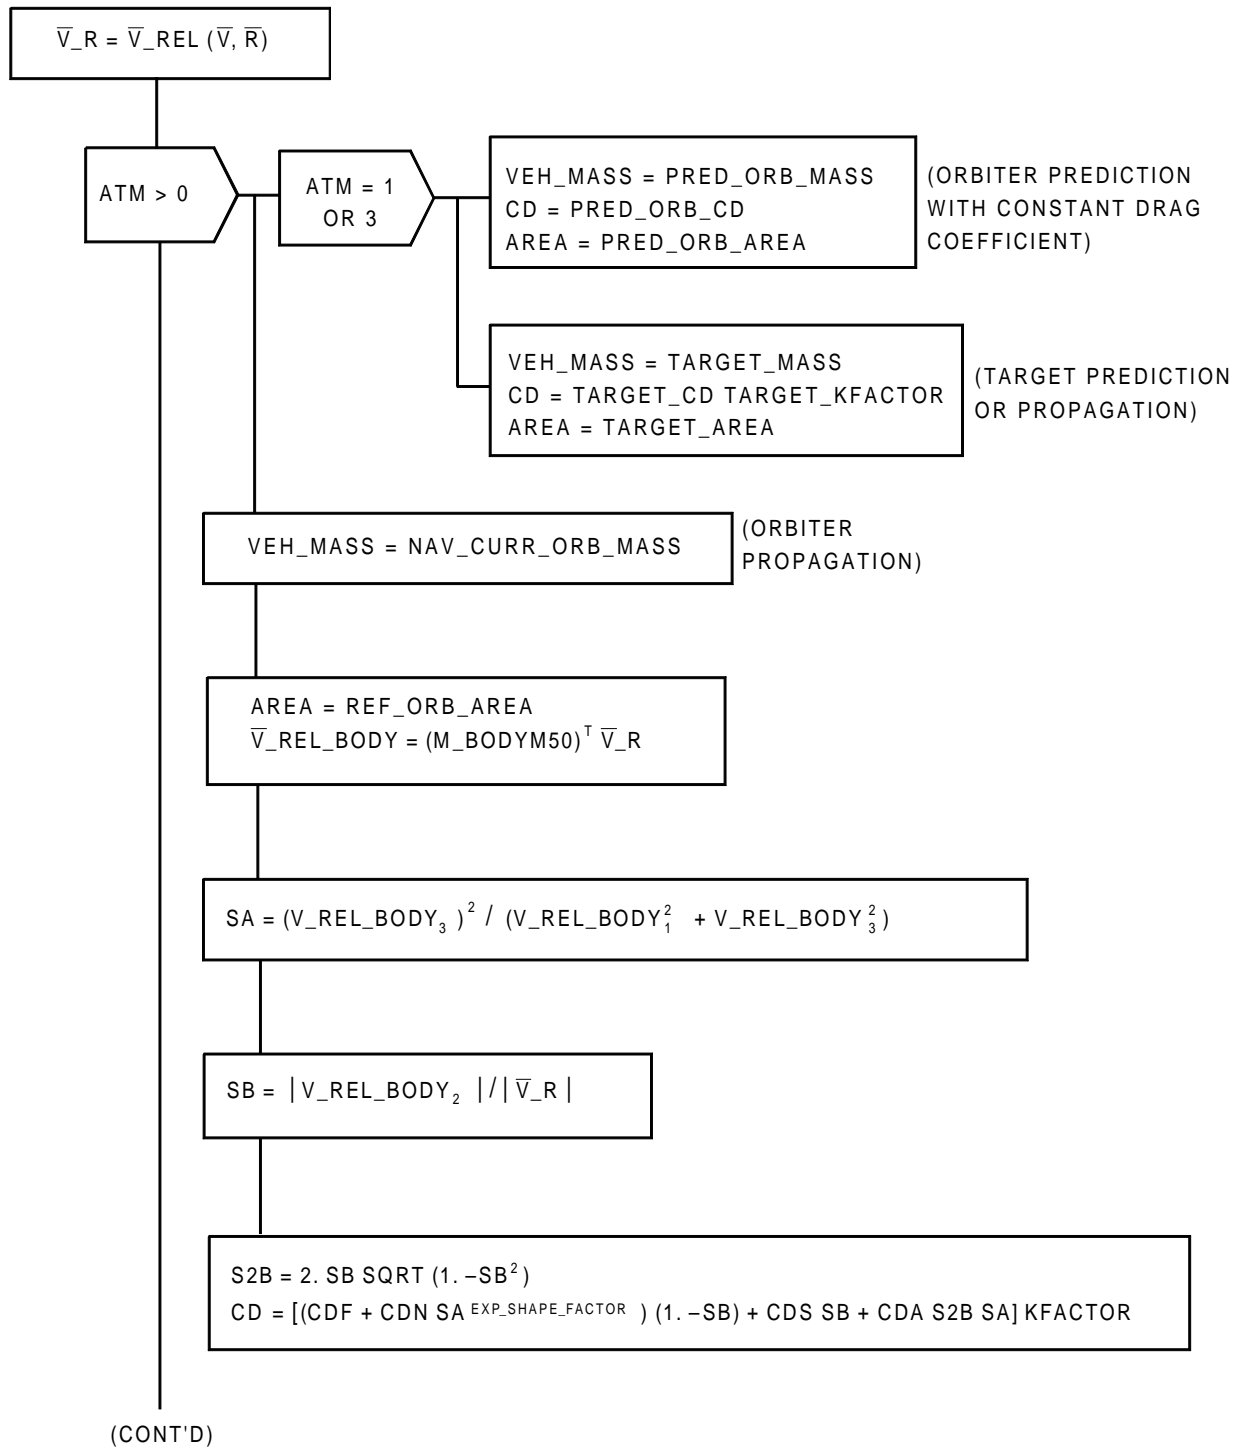 V̅_R = V̅_REL (V̅, R̅)
ATM > 0
ATM = 1
OR 3
VEH_MASS = PRED_ORB_MASS
CD = PRED_ORB_CD
AREA = PRED_ORB_AREA
(ORBITER PREDICTION
WITH CONSTANT DRAG
COEFFICIENT)
VEH_MASS = TARGET_MASS
CD = TARGET_CD TARGET_KFACTOR
AREA = TARGET_AREA
(TARGET PREDICTION
OR PROPAGATION)
VEH_MASS = NAV_CURR_ORB_MASS
(ORBITER
PROPAGATION)
AREA = REF_ORB_AREA
V̅_REL_BODY = (M_BODYM50)ᵀ V̅_R
SA = (V_REL_BODY₃ )² / (V_REL_BODY₁² + V_REL_BODY₃²)
SB = |V_REL_BODY₂ |/| V̅_R |
S2B = 2. SB SQRT (1. –SB²)
CD = [(CDF + CDN SA^EXP_SHAPE_FACTOR ) (1. –SB) + CDS SB + CDA S2B SA] KFACTOR
(CONT'D)